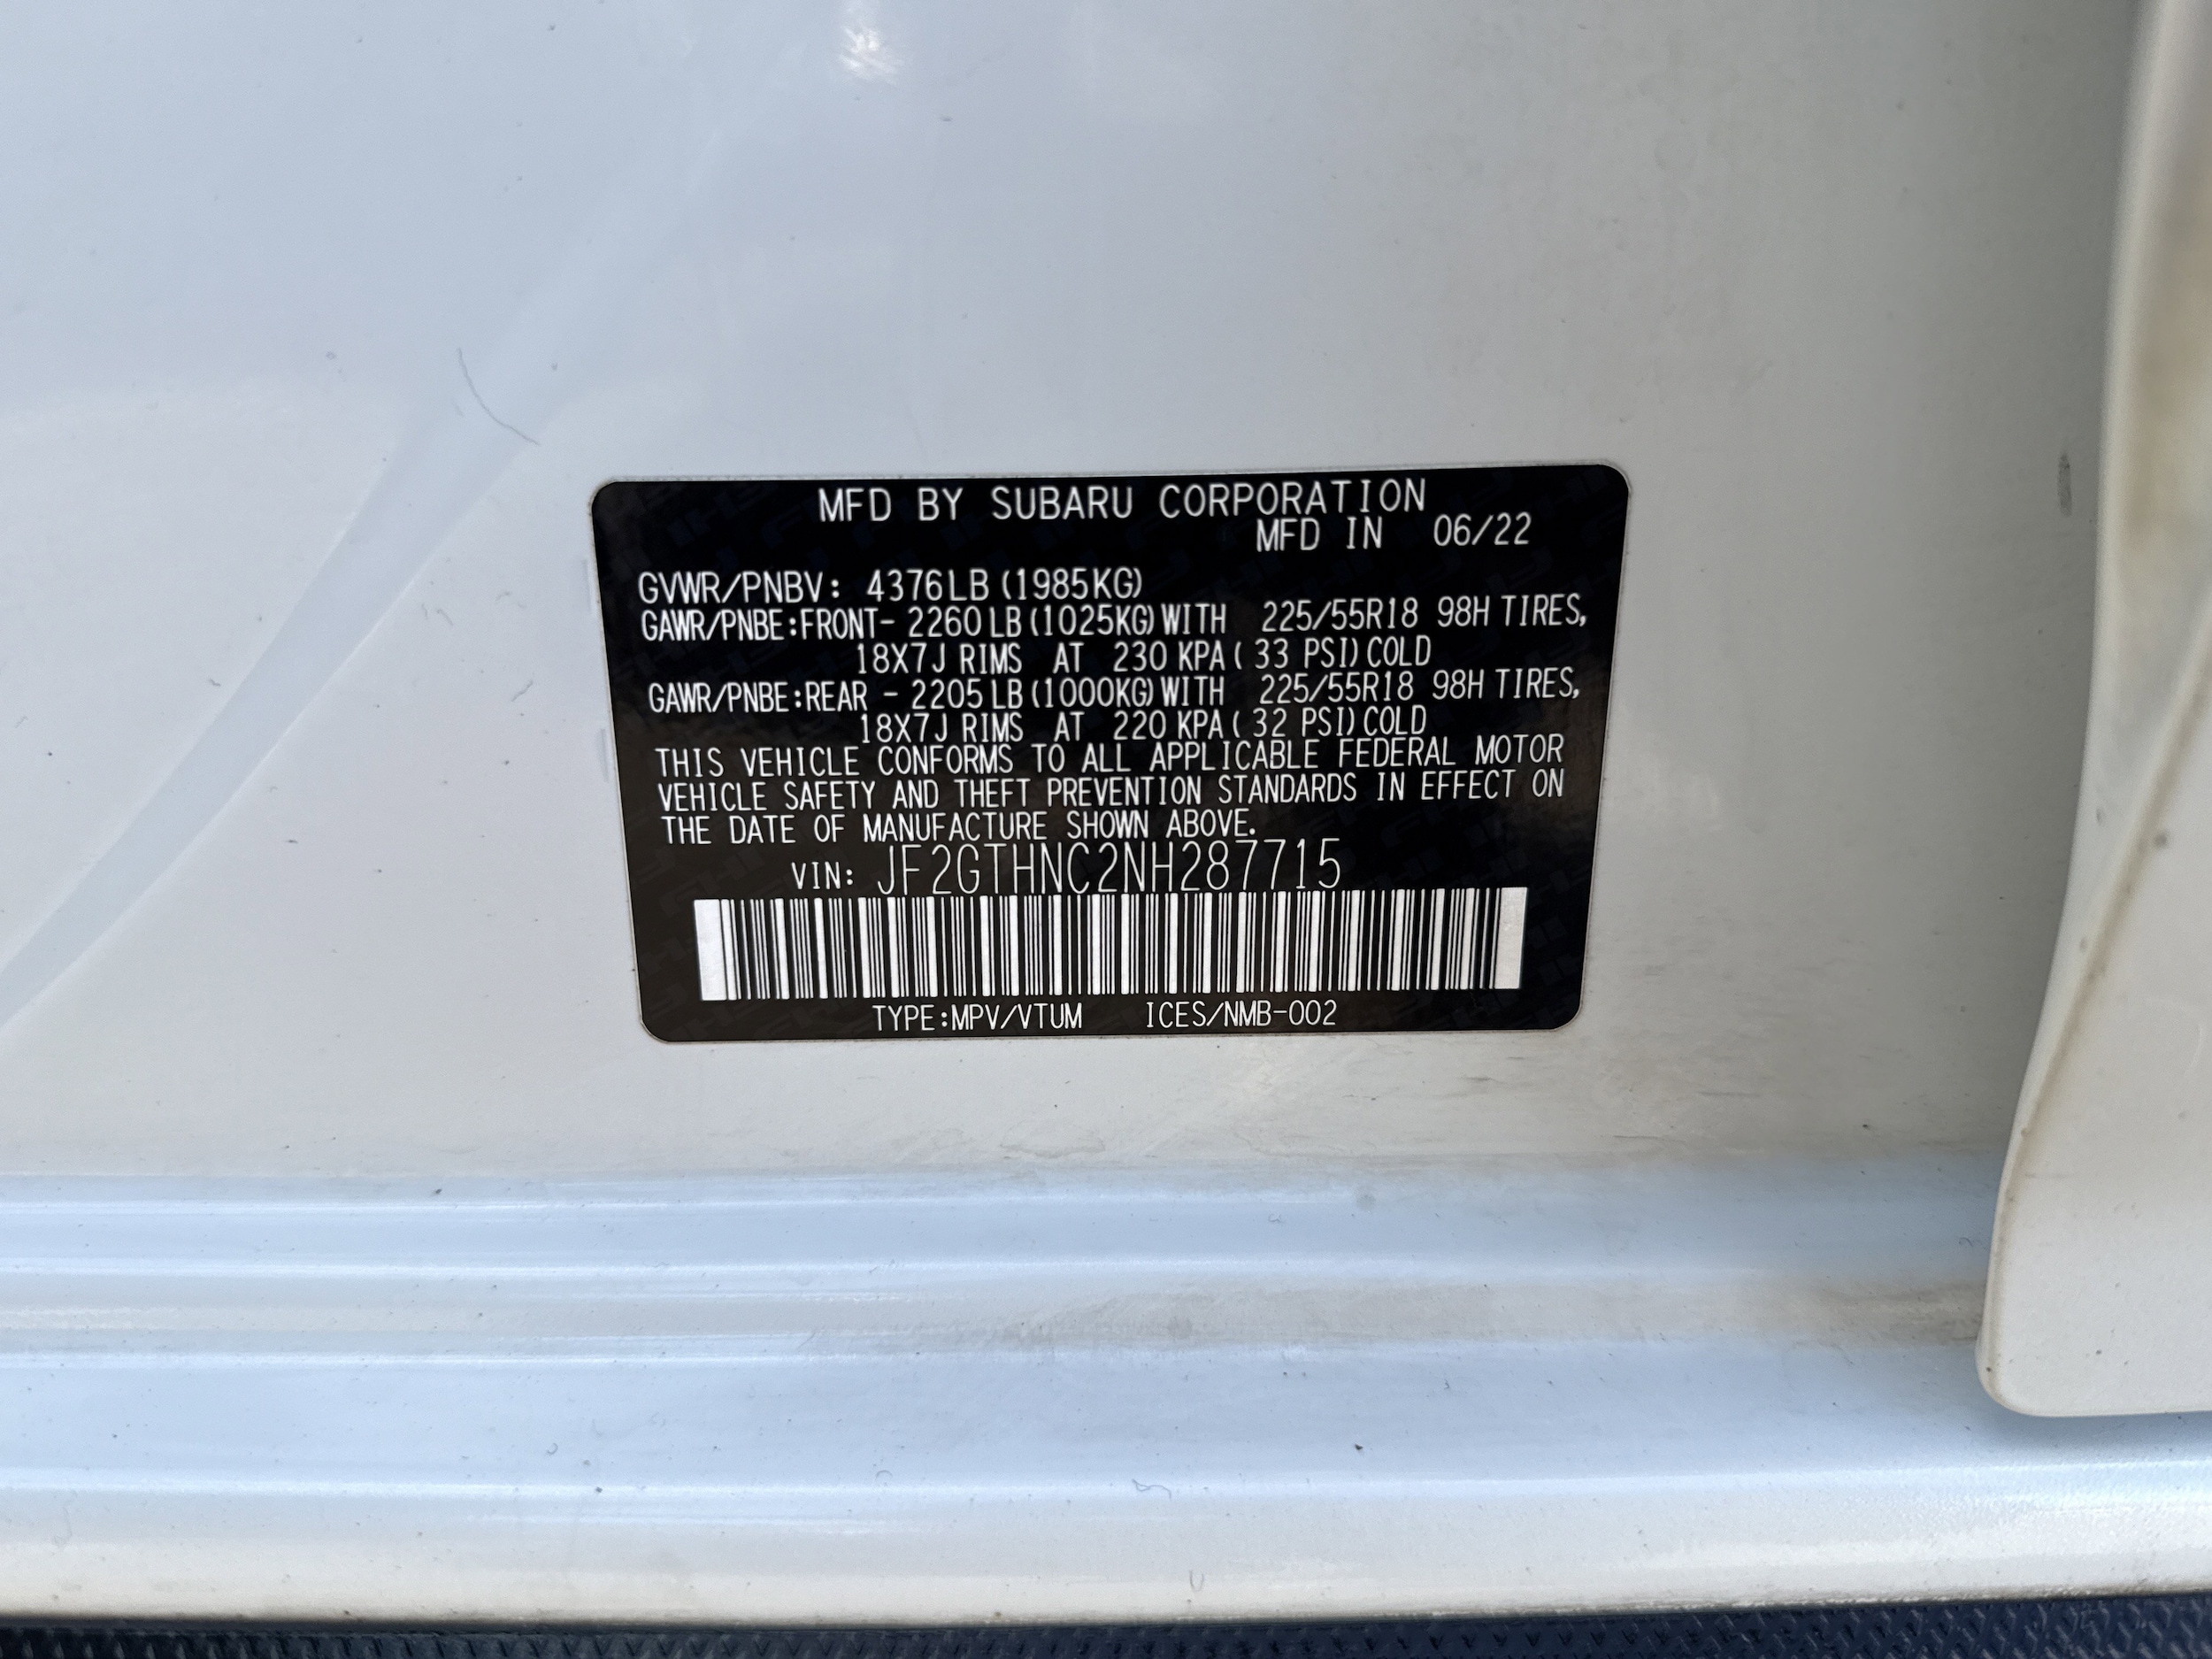 MFD BY SUBARU CORPORATION
MFD IN 06/22
GVWR/PNBV: 4376LB (1985KG)
GAWR/PNBE:FRONT- 2260 LB (1025KG) WITH 225/55R18 98H TIRES,
18X7J RIMS AT 230 KPA ( 33 PSI) COLD
GAWR/PNBE:REAR - 2205 LB (1000KG) WITH 225/55R18 98H TIRES,
18X7J RIMS AT 220 KPA ( 32 PSI) COLD
THIS VEHICLE CONFORMS TO ALL APPLICABLE FEDERAL MOTOR
VEHICLE SAFETY AND THEFT PREVENTION STANDARDS IN EFFECT ON
THE DATE OF MANUFACTURE SHOWN ABOVE.
VIN: JF2GTHNC2NH287715
TYPE:MPV/VTUM ICES/NMB-002